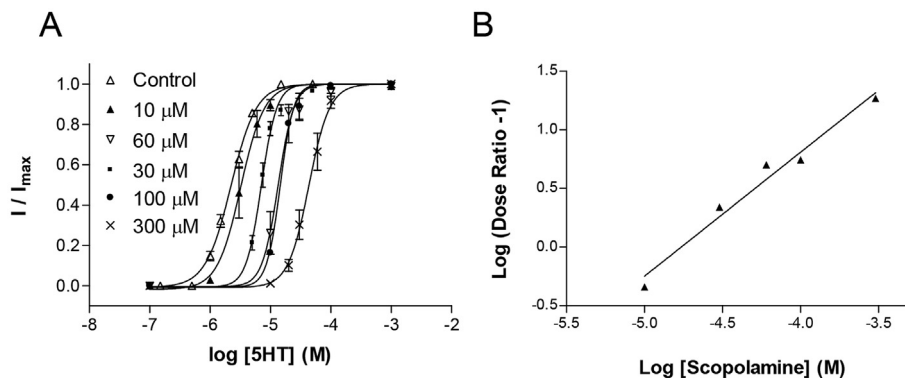 A
I / Imax
1.0
0.8
0.6
0.4
0.2
0.0
Control
10 μM
60 μM
30 μM
100 μM
300 μM
-8
-7
-6
-5
-4
-3
-2
log [5HT] (M)
B
Log (Dose Ratio -1)
1.5
1.0
0.5
0.0
-0.5
-5.5
-5.0
-4.5
-4.0
-3.5
Log [Scopolamine] (M)